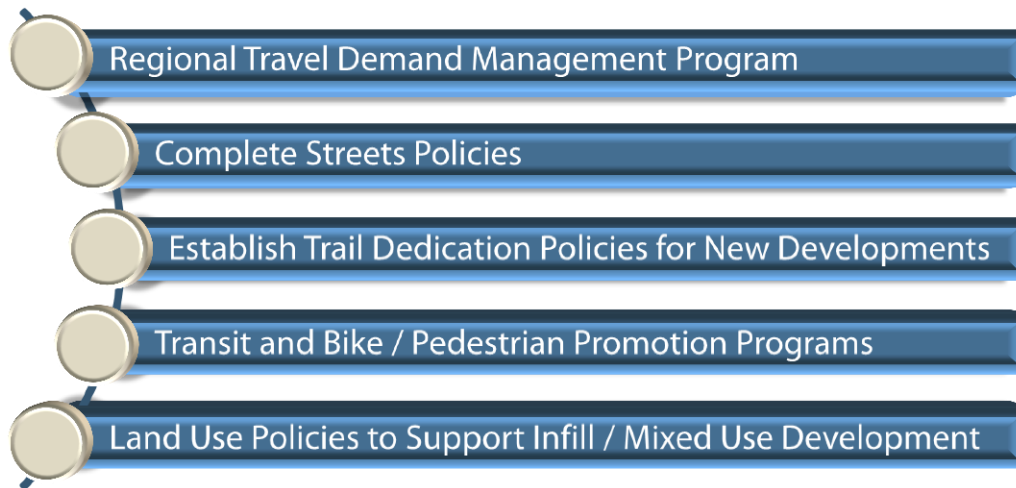 Regional Travel Demand Management Program
Complete Streets Policies
Establish Trail Dedication Policies for New Developments
Transit and Bike / Pedestrian Promotion Programs
Land Use Policies to Support Infill / Mixed Use Development